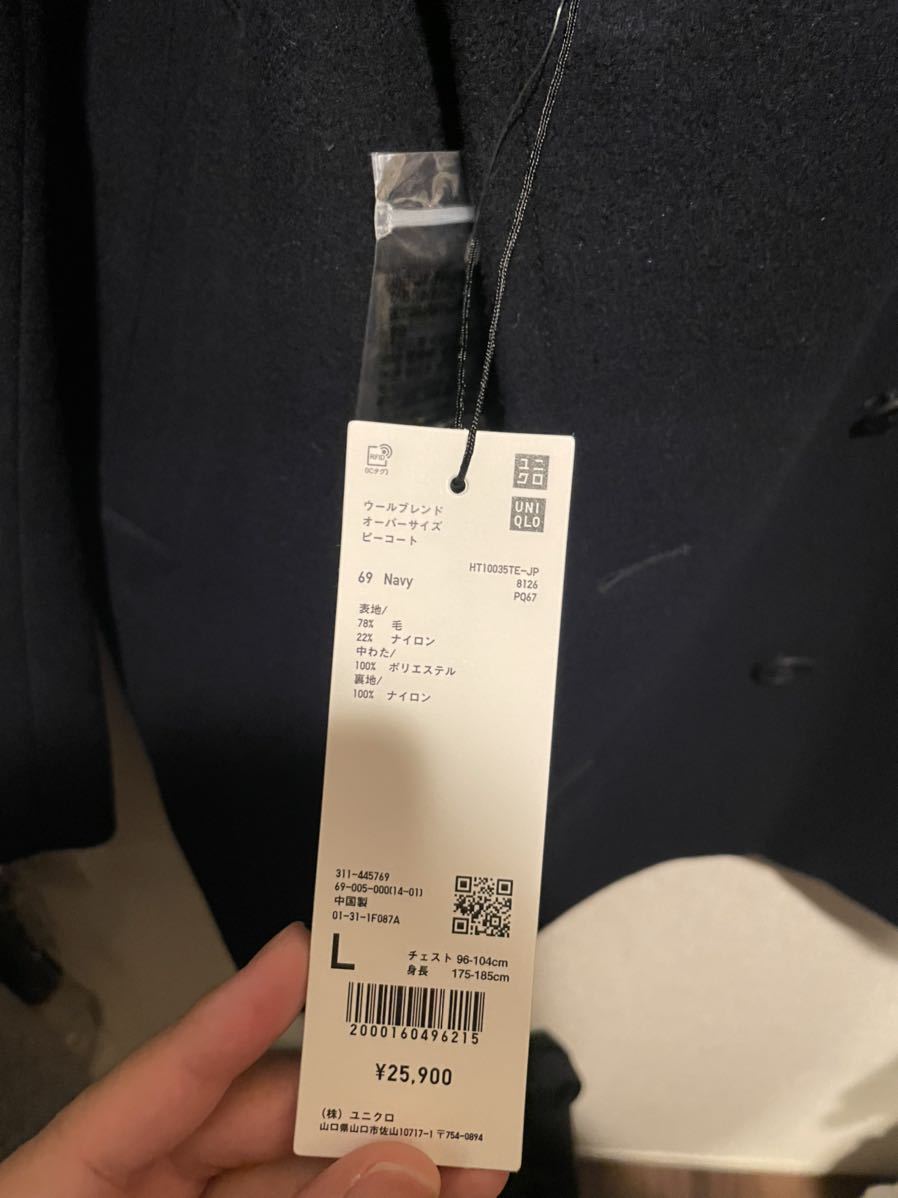 RFID
(ICタグ)
ユニ
クロ
UNI
QLO
ウールブレンド
オーバーサイズ
ピーコート
69 Navy
HT10035TE-JP
8126
PQ67
表地/
78% 毛
22% ナイロン
中わた/
100% ポリエステル
裏地/
100% ナイロン
311-445769
69-005-000(14-01)
中国製
01-31-1F087A
L
チェスト 96-104cm
身長 175-185cm
2000160496215
¥25,900
(株) ユニクロ
山口県山口市佐山10717-1 〒754-0894